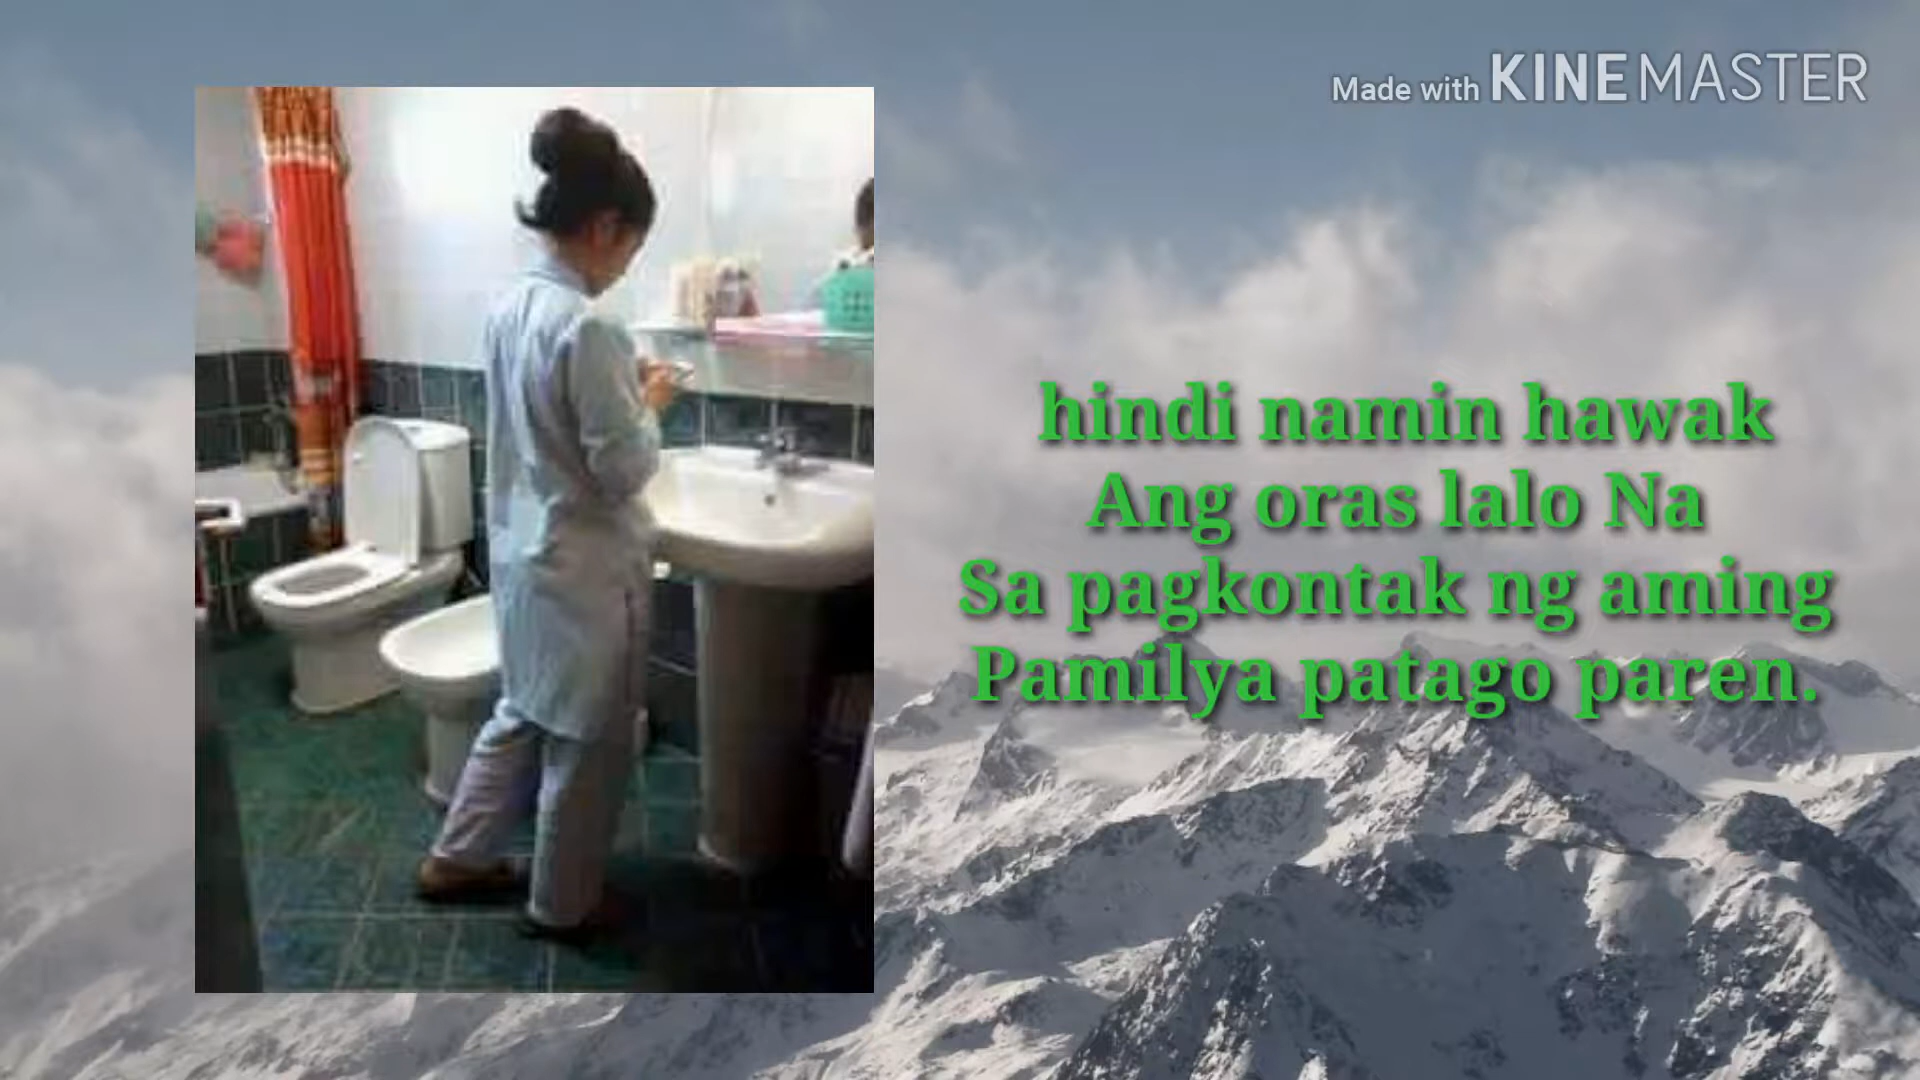 Made with KINEMASTER
hindi namin hawak
Ang oras lalo Na
Sa pagkontak ng aming
Pamilya patago paren.